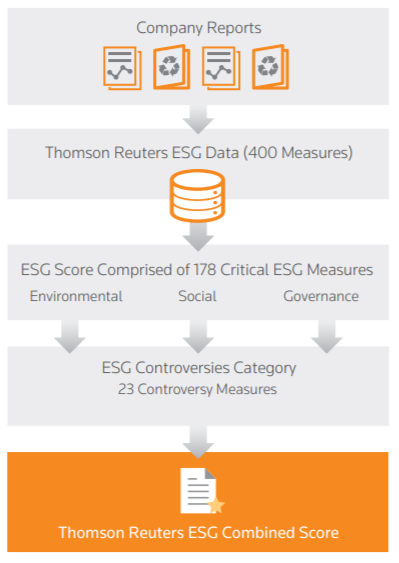 Company Reports
Thomson Reuters ESG Data (400 Measures)
ESG Score Comprised of 178 Critical ESG Measures
Environmental Social Governance
ESG Controversies Category
23 Controversy Measures
Thomson Reuters ESG Combined Score